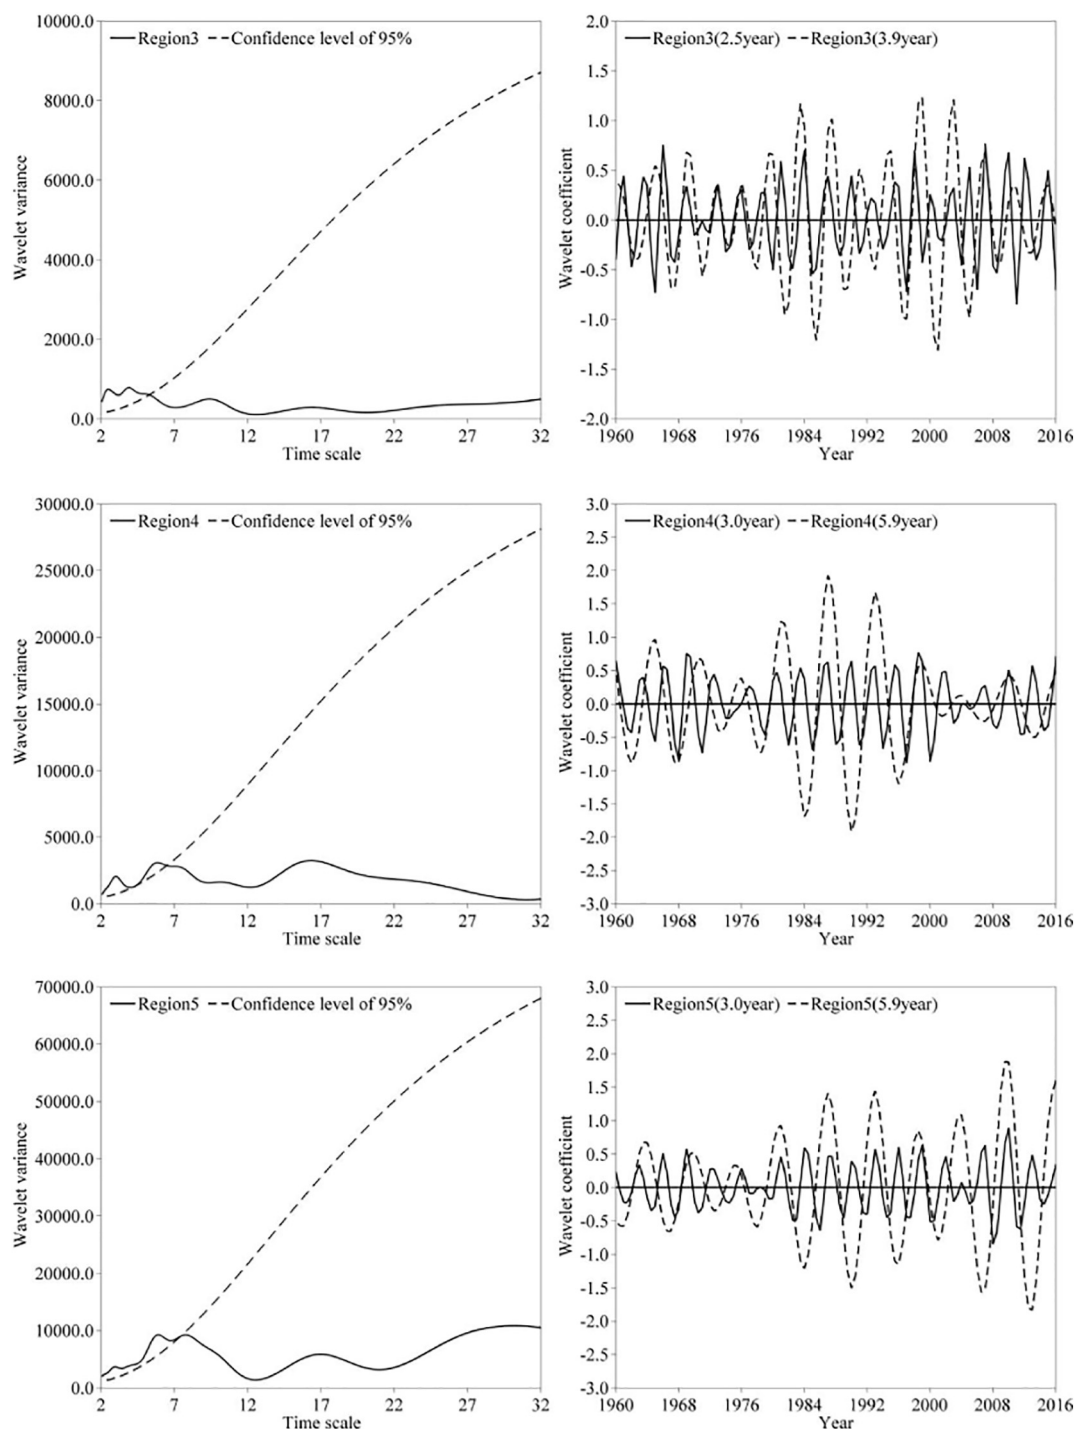 Region3 Confidence level of 95%
Wavelet variance
10000.0
8000.0
6000.0
4000.0
2000.0
0.0
2 7 12 17 22 27 32
Time scale
Region3(2.5year) Region3(3.9year)
Wavelet coefficient
2.0
1.5
1.0
0.5
0.0
-0.5
-1.0
-1.5
-2.0
1960 1968 1976 1984 1992 2000 2008 2016
Year
Region4 Confidence level of 95%
Wavelet variance
30000.0
25000.0
20000.0
15000.0
10000.0
5000.0
0.0
2 7 12 17 22 27 32
Time scale
Region4(3.0year) Region4(5.9year)
Wavelet coefficient
3.0
2.5
2.0
1.5
1.0
0.5
0.0
-0.5
-1.0
-1.5
-2.0
-2.5
-3.0
1960 1968 1976 1984 1992 2000 2008 2016
Year
Region5 Confidence level of 95%
Wavelet variance
70000.0
60000.0
50000.0
40000.0
30000.0
20000.0
10000.0
0.0
2 7 12 17 22 27 32
Time scale
Region5(3.0year) Region5(5.9year)
Wavelet coefficient
3.0
2.5
2.0
1.5
1.0
0.5
0.0
-0.5
-1.0
-1.5
-2.0
-2.5
-3.0
1960 1968 1976 1984 1992 2000 2008 2016
Year